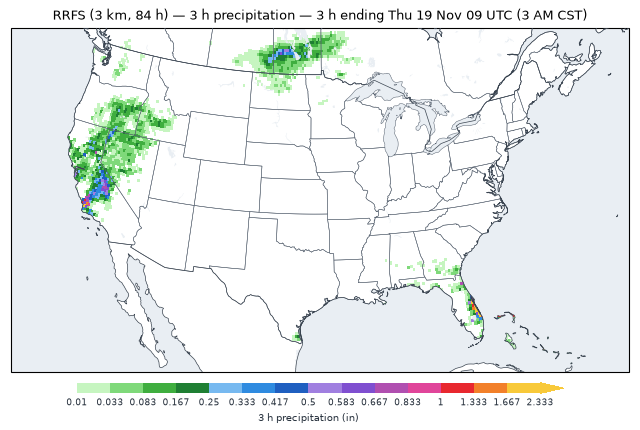 RRFS (3 km, 84 h) — 3 h precipitation — 3 h ending Thu 19 Nov 09 UTC (3 AM CST)
0.01 0.033 0.083 0.167 0.25 0.333 0.417 0.5 0.583 0.667 0.833 1 1.333 1.667 2.333
3 h precipitation (in)